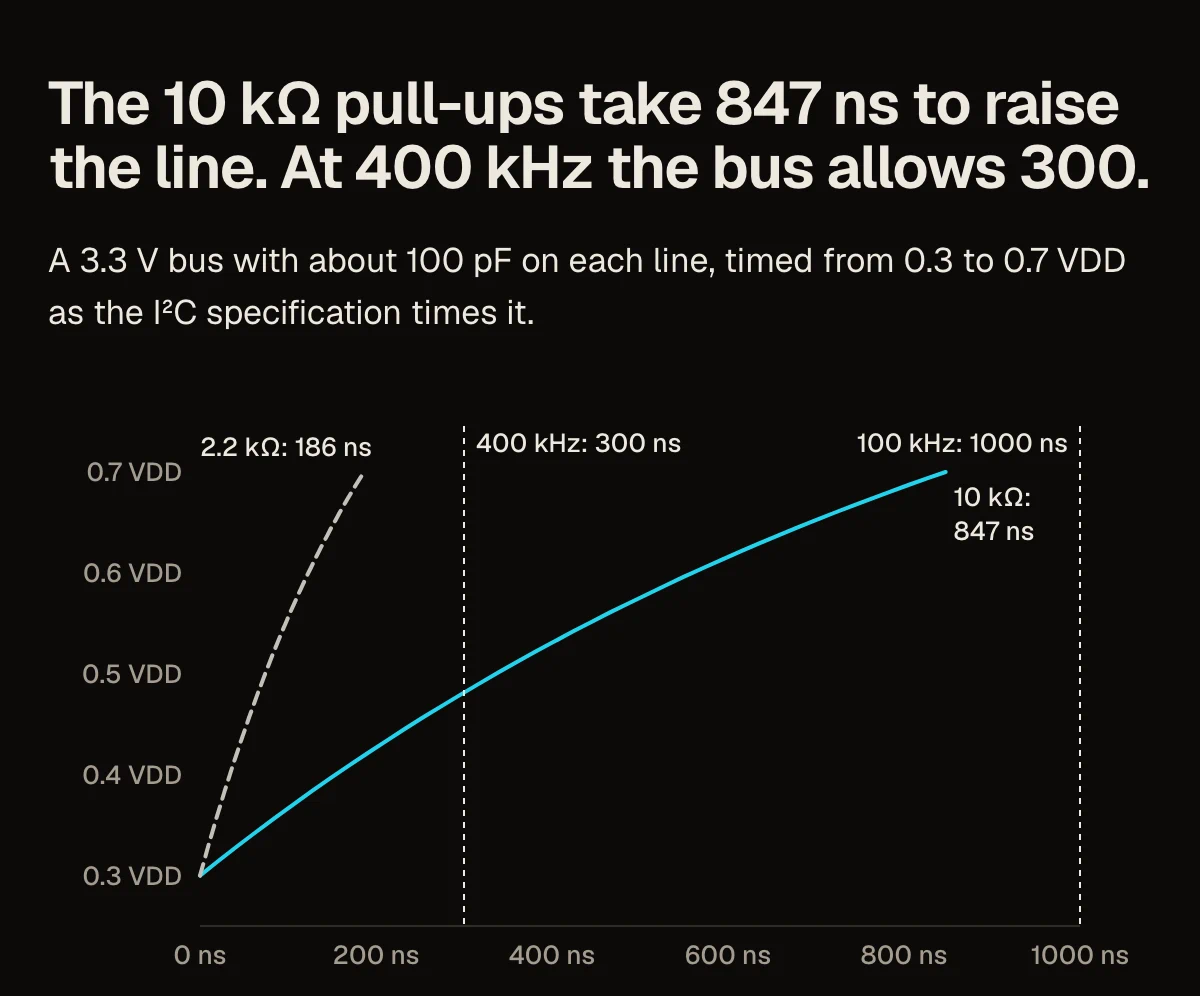 The 10 kΩ pull-ups take 847 ns to raise
the line. At 400 kHz the bus allows 300.
A 3.3 V bus with about 100 pF on each line, timed from 0.3 to 0.7 VDD
as the I²C specification times it.
2.2 kΩ: 186 ns
400 kHz: 300 ns
100 kHz: 1000 ns
0.7 VDD
10 kΩ:
847 ns
0.6 VDD
0.5 VDD
0.4 VDD
0.3 VDD
0 ns
200 ns
400 ns
600 ns
800 ns
1000 ns